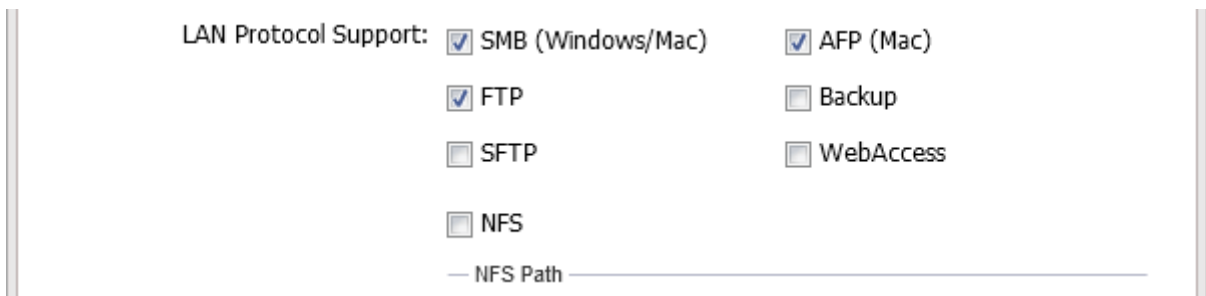 LAN Protocol Support: SMB (Windows/Mac) AFP (Mac)
FTP Backup
SFTP WebAccess
NFS
NFS Path